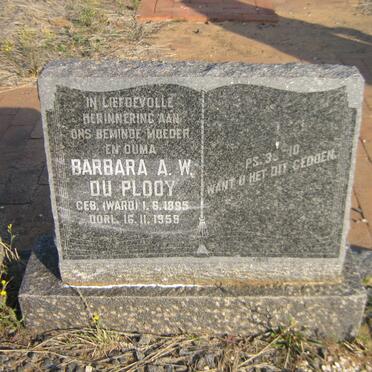 IN LIEFDEVOLLE
HERINNERING AAN
ONS BEMINDE MOEDER
EN OUMA
BARBARA A. W.
DU PLOOY
GEB. (WARD) 1.6.1895
OORL. 16.11.1959
PS. 39-10
WANT U HET DIT GEDOEN.